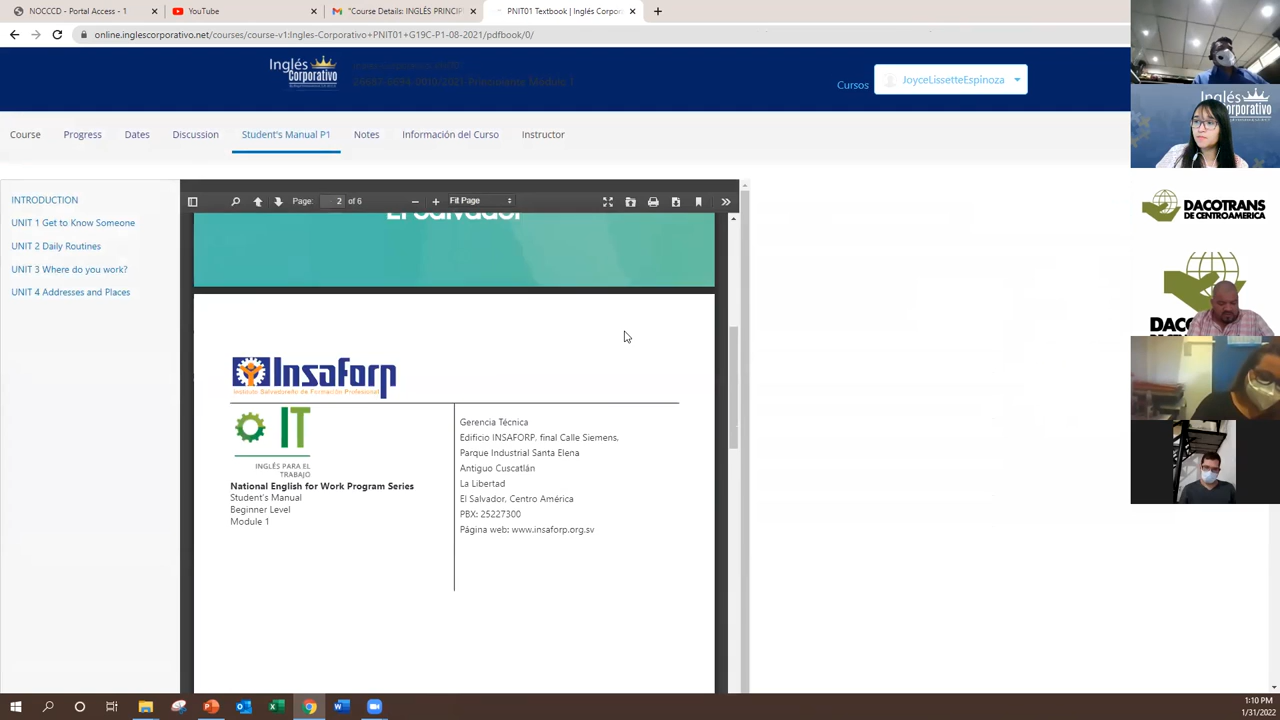 NOCCCD - Portal Access - 1
YouTube
"Course Details: INGLÉS PRINCIPI
PNIT01 Textbook | Inglés Corpora
online.inglescorporativo.net/courses/course-v1:Ingles-Corporativo+PNIT01+G19C-P1-08-2021/pdfbook/0/
Inglés
Corporativo
Cursos
JoyceLissetteEspinoza
Course
Progress
Dates
Discussion
Student's Manual P1
Notes
Información del Curso
Instructor
INTRODUCTION
UNIT 1 Get to Know Someone
UNIT 2 Daily Routines
UNIT 3 Where do you work?
UNIT 4 Addresses and Places
Page: 2 of 6
Fit Page
El Salvador
Insaforp
Instituto Salvadoreño de Formación Profesional
IT
INGLÉS PARA EL
TRABAJO
National English for Work Program Series
Student's Manual
Beginner Level
Module 1
Gerencia Técnica
Edificio INSAFORP, final Calle Siemens,
Parque Industrial Santa Elena
Antiguo Cuscatlán
La Libertad
El Salvador, Centro América
PBX: 25227300
Página web: www.insaforp.org.sv
Inglés
orporativo
DACOTRANS
DE CENTROAMERICA
1:10 PM
1/31/2022